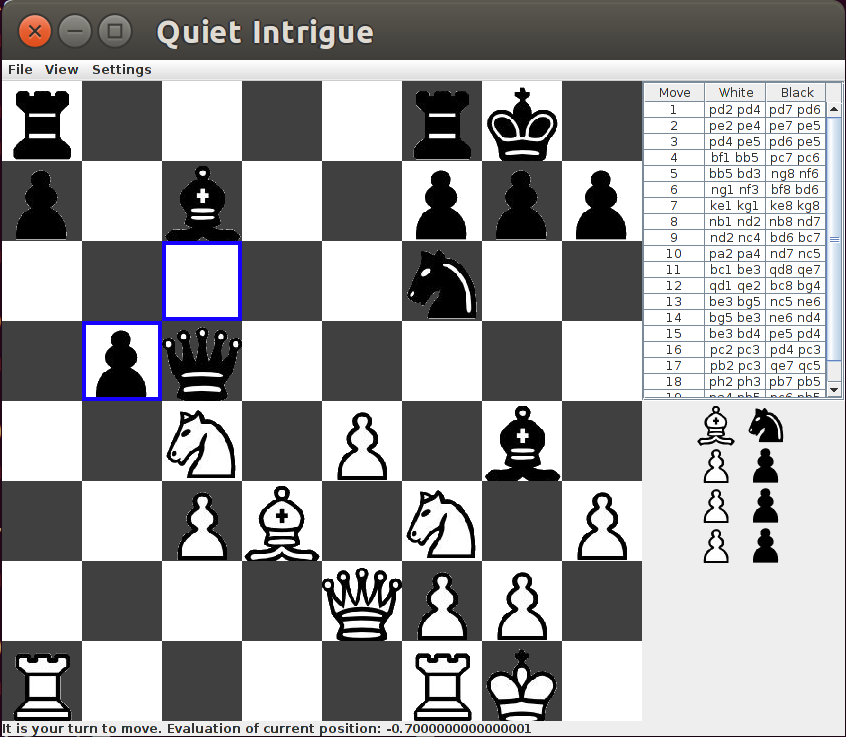 Quiet Intrigue
File View Settings
Move White Black
1 pd2 pd4 pd7 pd6
2 pe2 pe4 pe7 pe5
3 pd4 pe5 pd6 pe5
4 bf1 bb5 pc7 pc6
5 bb5 bd3 ng8 nf6
6 ng1 nf3 bf8 bd6
7 ke1 kg1 ke8 kg8
8 nb1 nd2 nb8 nd7
9 nd2 nc4 bd6 bc7
10 pa2 pa4 nd7 nc5
11 bc1 be3 qd8 qe7
12 qd1 qe2 bc8 bg4
13 be3 bg5 nc5 ne6
14 bg5 be3 ne6 nd4
15 be3 bd4 pe5 pd4
16 pc2 pc3 pd4 pc3
17 pb2 pc3 qe7 qc5
18 ph2 ph3 pb7 pb5
19 pa4 pb5 pc6 pb5
It is your turn to move. Evaluation of current position: -0.7000000000000001